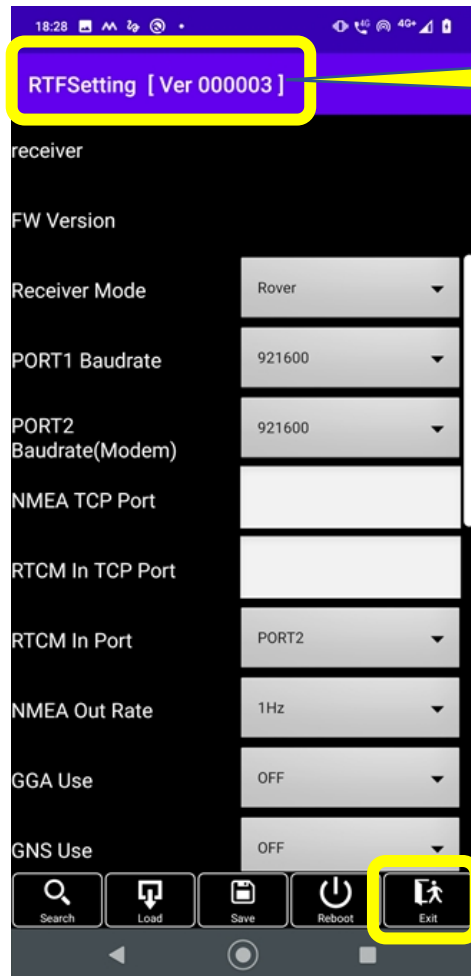 18:28
4G 4G+
RTFSetting [ Ver 000003 ]
receiver
FW Version
Receiver Mode
Rover
PORT1 Baudrate
921600
PORT2
Baudrate(Modem)
921600
NMEA TCP Port
RTCM In TCP Port
RTCM In Port
PORT2
NMEA Out Rate
1Hz
GGA Use
OFF
GNS Use
OFF
Search Load Save Reboot Exit